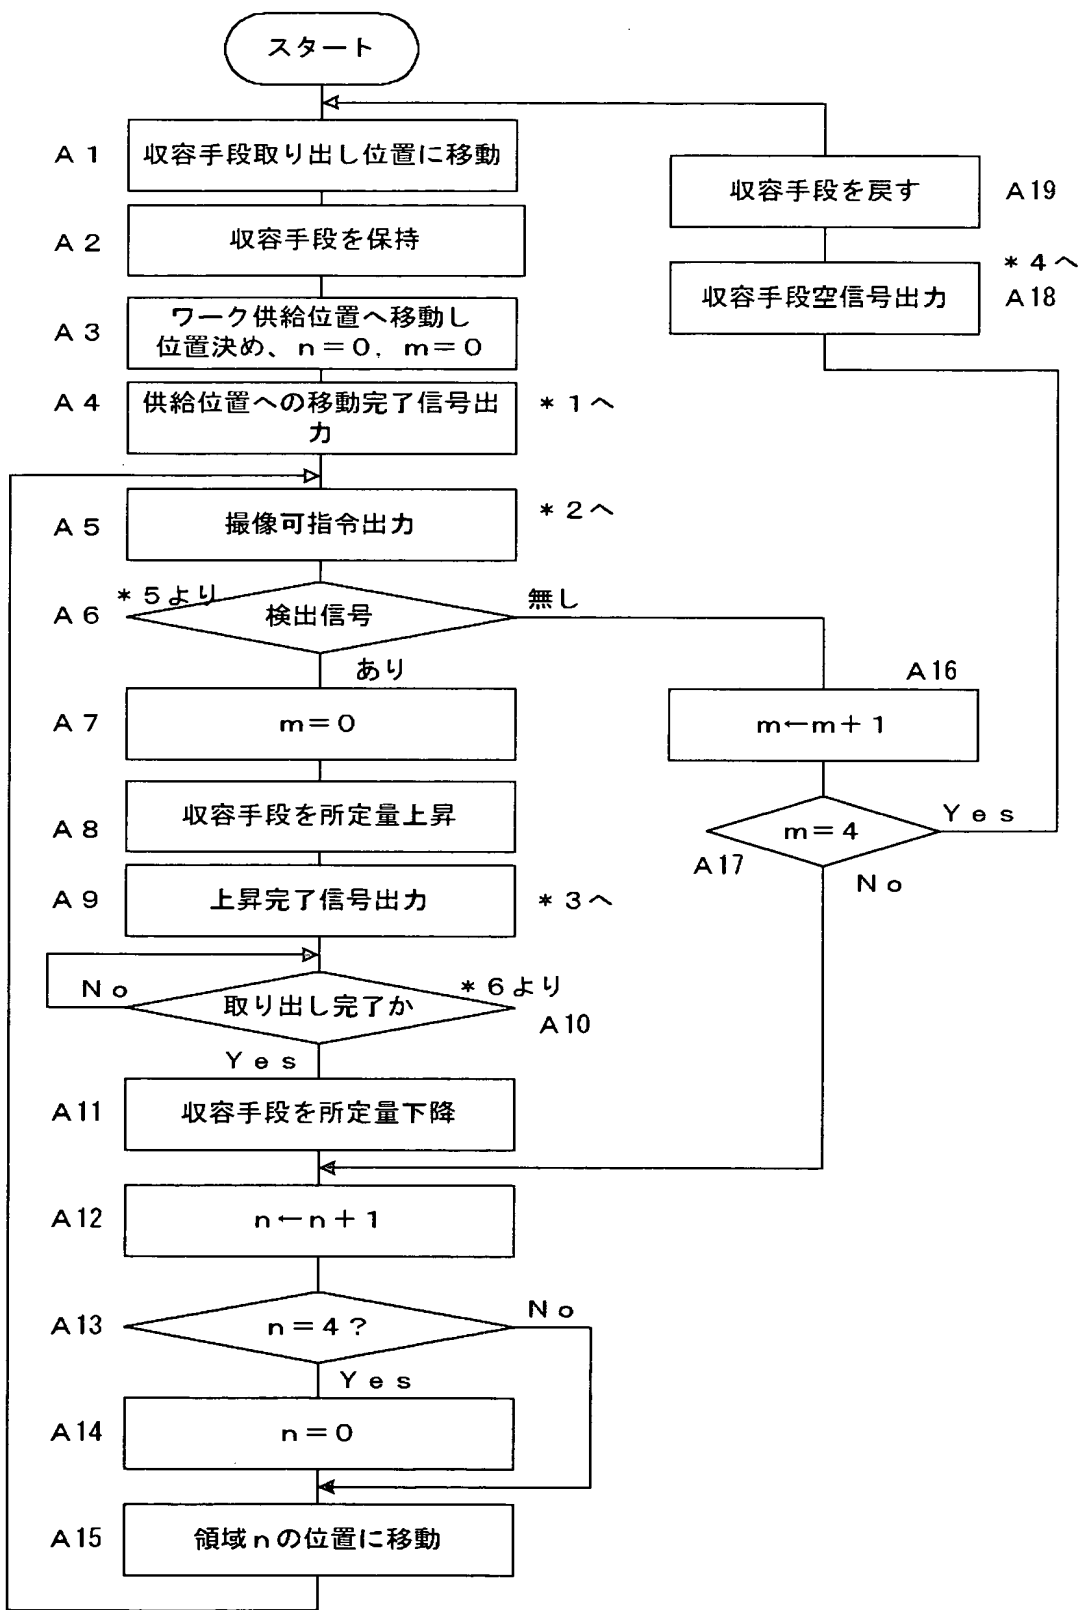 スタート
A1 収容手段取り出し位置に移動
A2 収容手段を保持
A3 ワーク供給位置へ移動し
位置決め、n=0, m=0
A4 供給位置への移動完了信号出
力
*1へ
A5 撮像可指令出力
*2へ
*5より
A6 検出信号
無し
あり
A7 m=0
A8 収容手段を所定量上昇
A9 上昇完了信号出力
*3へ
*6より
No 取り出し完了か
A10
Yes
A11 収容手段を所定量下降
A12 n←n+1
A13 n=4?
No
Yes
A14 n=0
A15 領域nの位置に移動
A16
m←m+1
m=4
Yes
A17
No
収容手段空信号出力
*4へ
A18
収容手段を戻す
A19